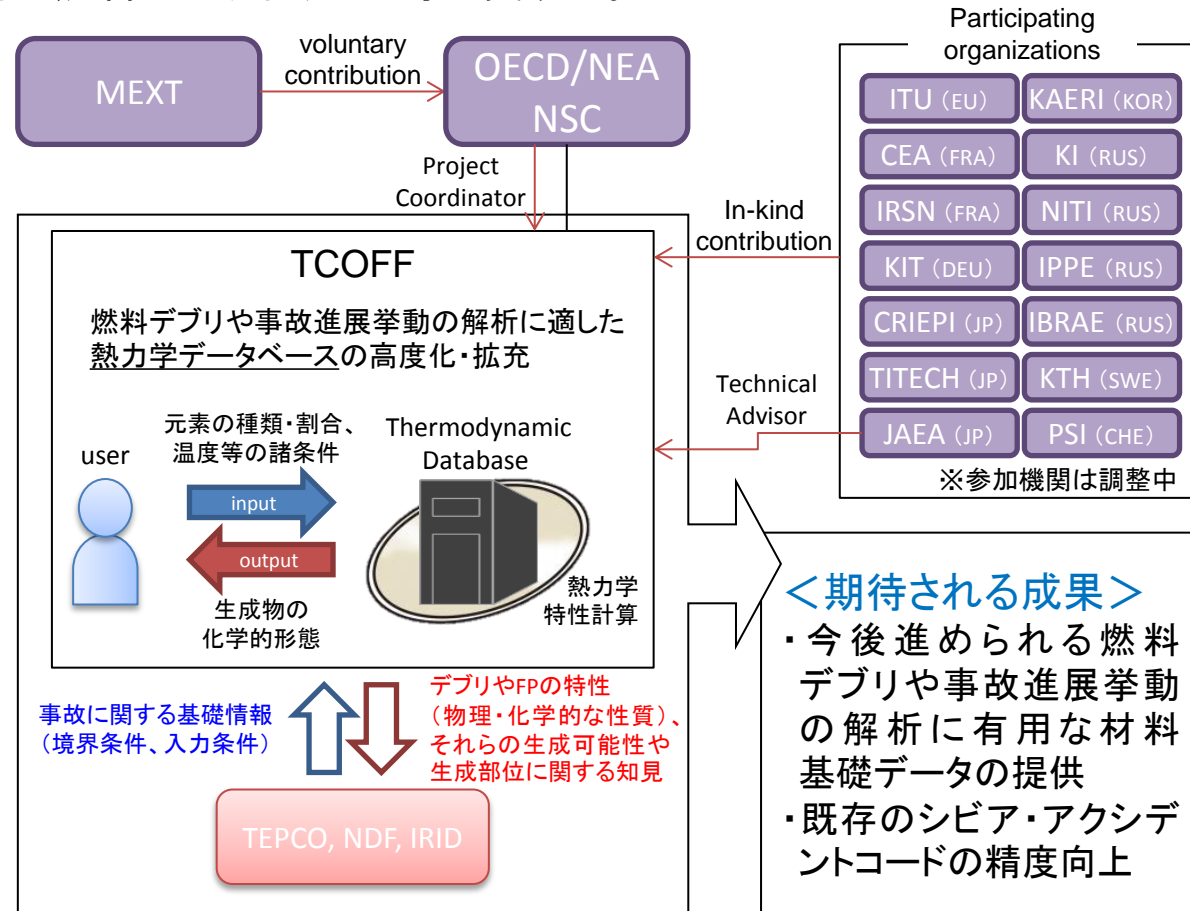 MEXT
voluntary
contribution
OECD/NEA
NSC
Project
Coordinator
Participating
organizations
ITU (EU)
KAERI (KOR)
CEA (FRA)
KI (RUS)
IRSN (FRA)
NITI (RUS)
KIT (DEU)
IPPE (RUS)
CRIEPI (JP)
IBRAE (RUS)
TITECH (JP)
KTH (SWE)
JAEA (JP)
PSI (CHE)
※参加機関は調整中
In-kind
contribution
Technical
Advisor
TCOFF
燃料デブリや事故進展挙動の解析に適した
熱力学データベースの高度化・拡充
user
元素の種類・割合、
温度等の諸条件
input
output
生成物の
化学的形態
Thermodynamic
Database
熱力学
特性計算
事故に関する基礎情報
（境界条件、入力条件）
デブリやFPの特性
（物理・化学的な性質）、
それらの生成可能性や
生成部位に関する知見
TEPCO, NDF, IRID
＜期待される成果＞
・今後進められる燃料
デブリや事故進展挙動
の解析に有用な材料
基礎データの提供
・既存のシビア・アクシデ
ントコードの精度向上